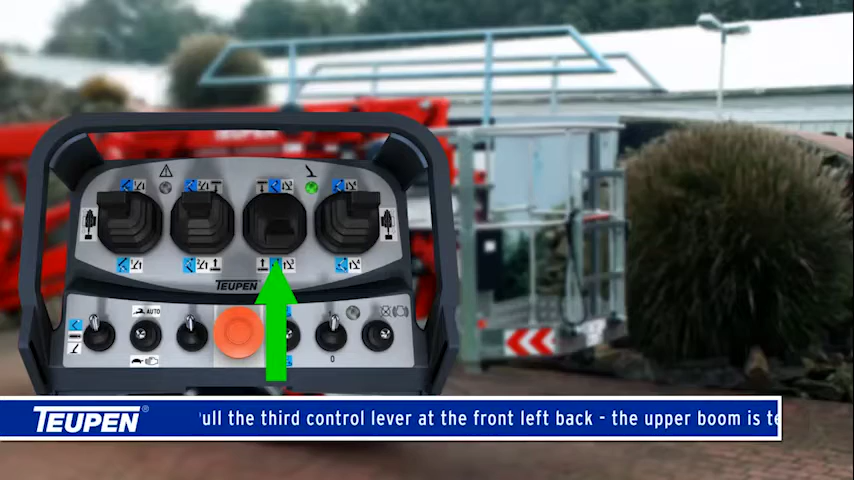 AUTO
TEUPEN
0
TEUPEN®
ull the third control lever at the front left back - the upper boom is te